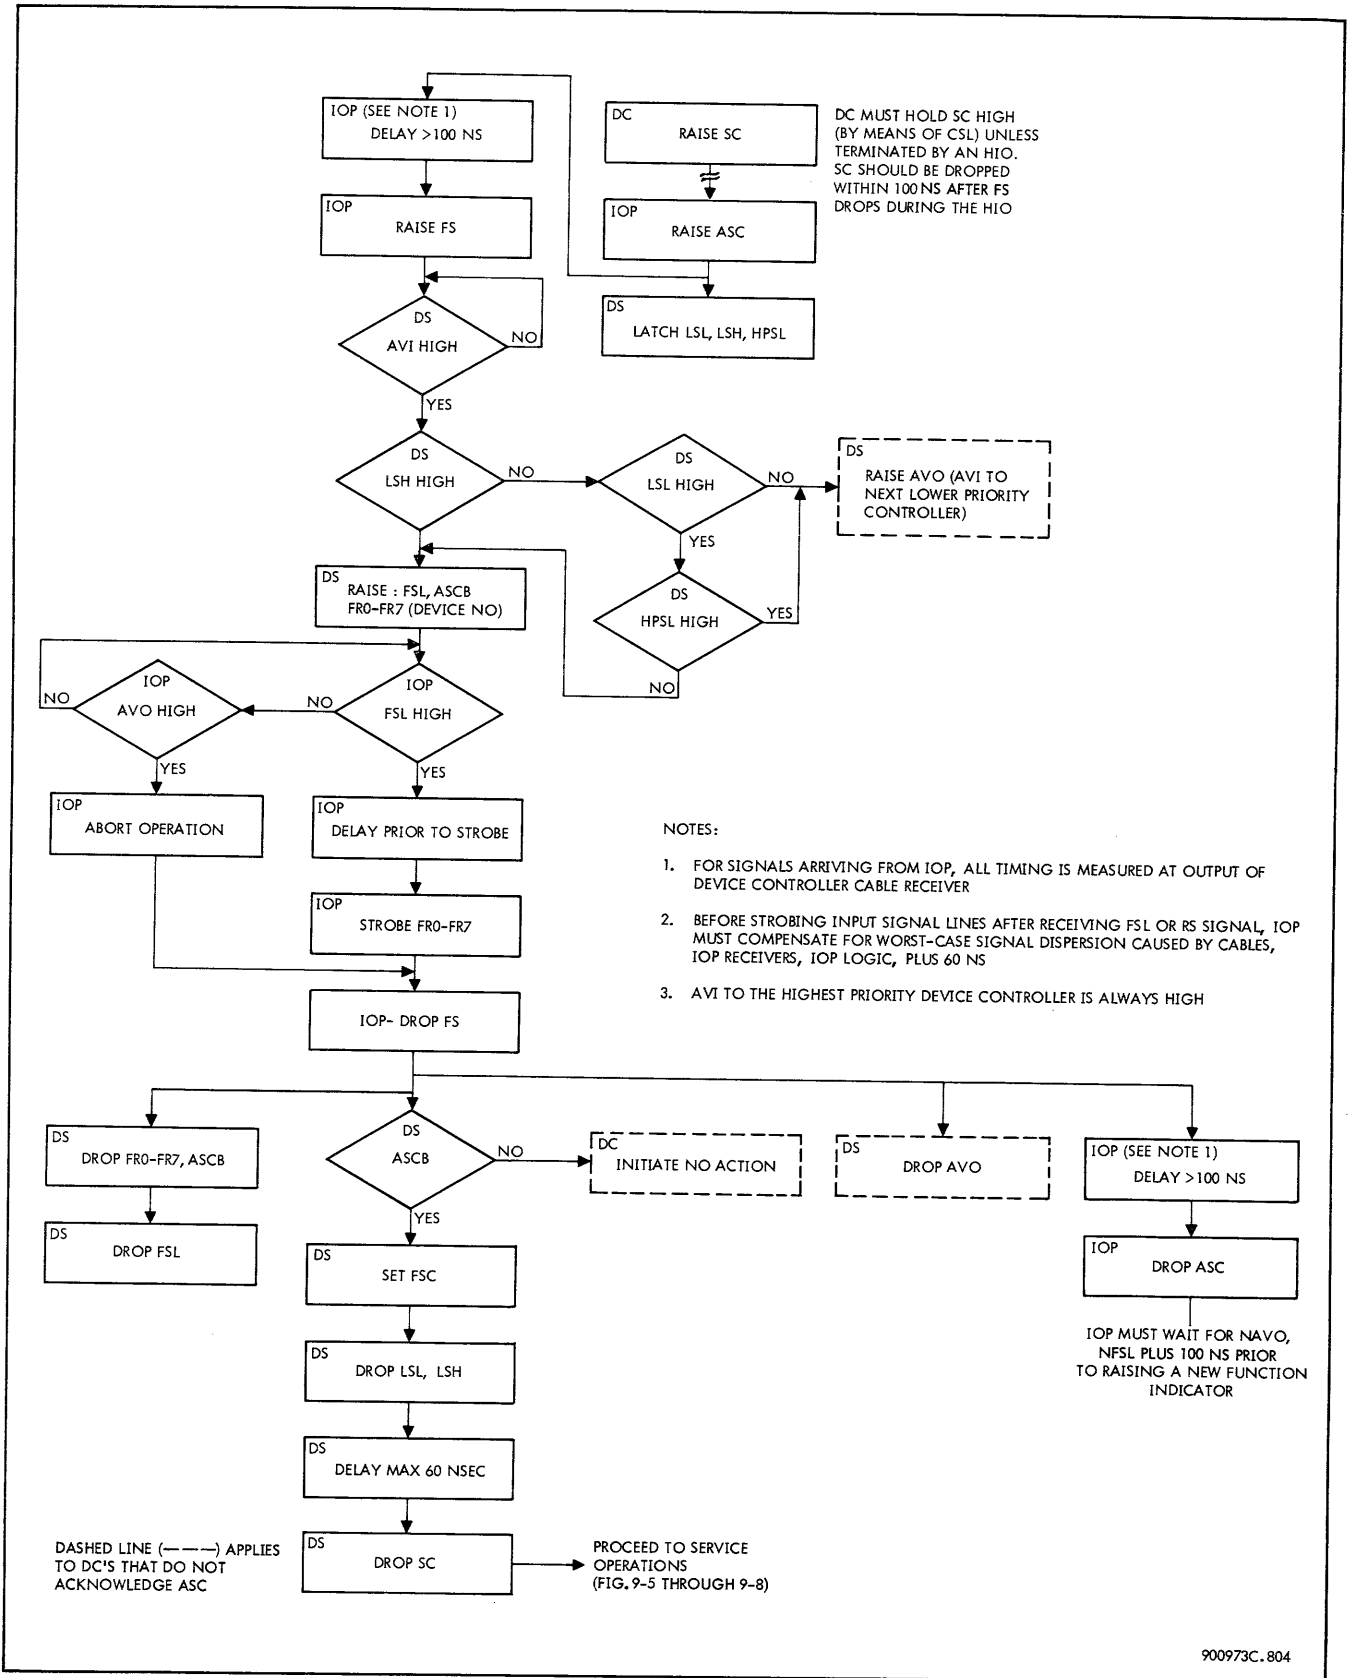 IOP (SEE NOTE 1)
DELAY >100 NS
DC
RAISE SC
DC MUST HOLD SC HIGH
(BY MEANS OF CSL) UNLESS
TERMINATED BY AN HIO.
SC SHOULD BE DROPPED
WITHIN 100 NS AFTER FS
DROPS DURING THE HIO
IOP
RAISE FS
IOP
RAISE ASC
DS
AVI HIGH
NO
YES
DS
LATCH LSL, LSH, HPSL
DS
LSH HIGH
NO
DS
LSL HIGH
NO
YES
DS
RAISE AVO (AVI TO
NEXT LOWER PRIORITY
CONTROLLER)
DS
RAISE : FSL, ASCB
FR0-FR7 (DEVICE NO)
DS
HPSL HIGH
YES
NO
IOP
AVO HIGH
NO
YES
IOP
FSL HIGH
NO
YES
IOP
ABORT OPERATION
IOP
DELAY PRIOR TO STROBE
IOP
STROBE FR0-FR7
IOP- DROP FS
NOTES:
1. FOR SIGNALS ARRIVING FROM IOP, ALL TIMING IS MEASURED AT OUTPUT OF
DEVICE CONTROLLER CABLE RECEIVER
2. BEFORE STROBING INPUT SIGNAL LINES AFTER RECEIVING FSL OR RS SIGNAL, IOP
MUST COMPENSATE FOR WORST-CASE SIGNAL DISPERSION CAUSED BY CABLES,
IOP RECEIVERS, IOP LOGIC, PLUS 60 NS
3. AVI TO THE HIGHEST PRIORITY DEVICE CONTROLLER IS ALWAYS HIGH
DS
DROP FR0-FR7, ASCB
DS
ASCB
NO
YES
DC
INITIATE NO ACTION
DS
DROP AVO
IOP (SEE NOTE 1)
DELAY >100 NS
DS
DROP FSL
DS
SET FSC
IOP
DROP ASC
IOP MUST WAIT FOR NAVO,
NFSL PLUS 100 NS PRIOR
TO RAISING A NEW FUNCTION
INDICATOR
DS
DROP LSL, LSH
DS
DELAY MAX 60 NSEC
DS
DROP SC
PROCEED TO SERVICE
OPERATIONS
(FIG. 9-5 THROUGH 9-8)
DASHED LINE (– – –) APPLIES
TO DC'S THAT DO NOT
ACKNOWLEDGE ASC
900973C.804